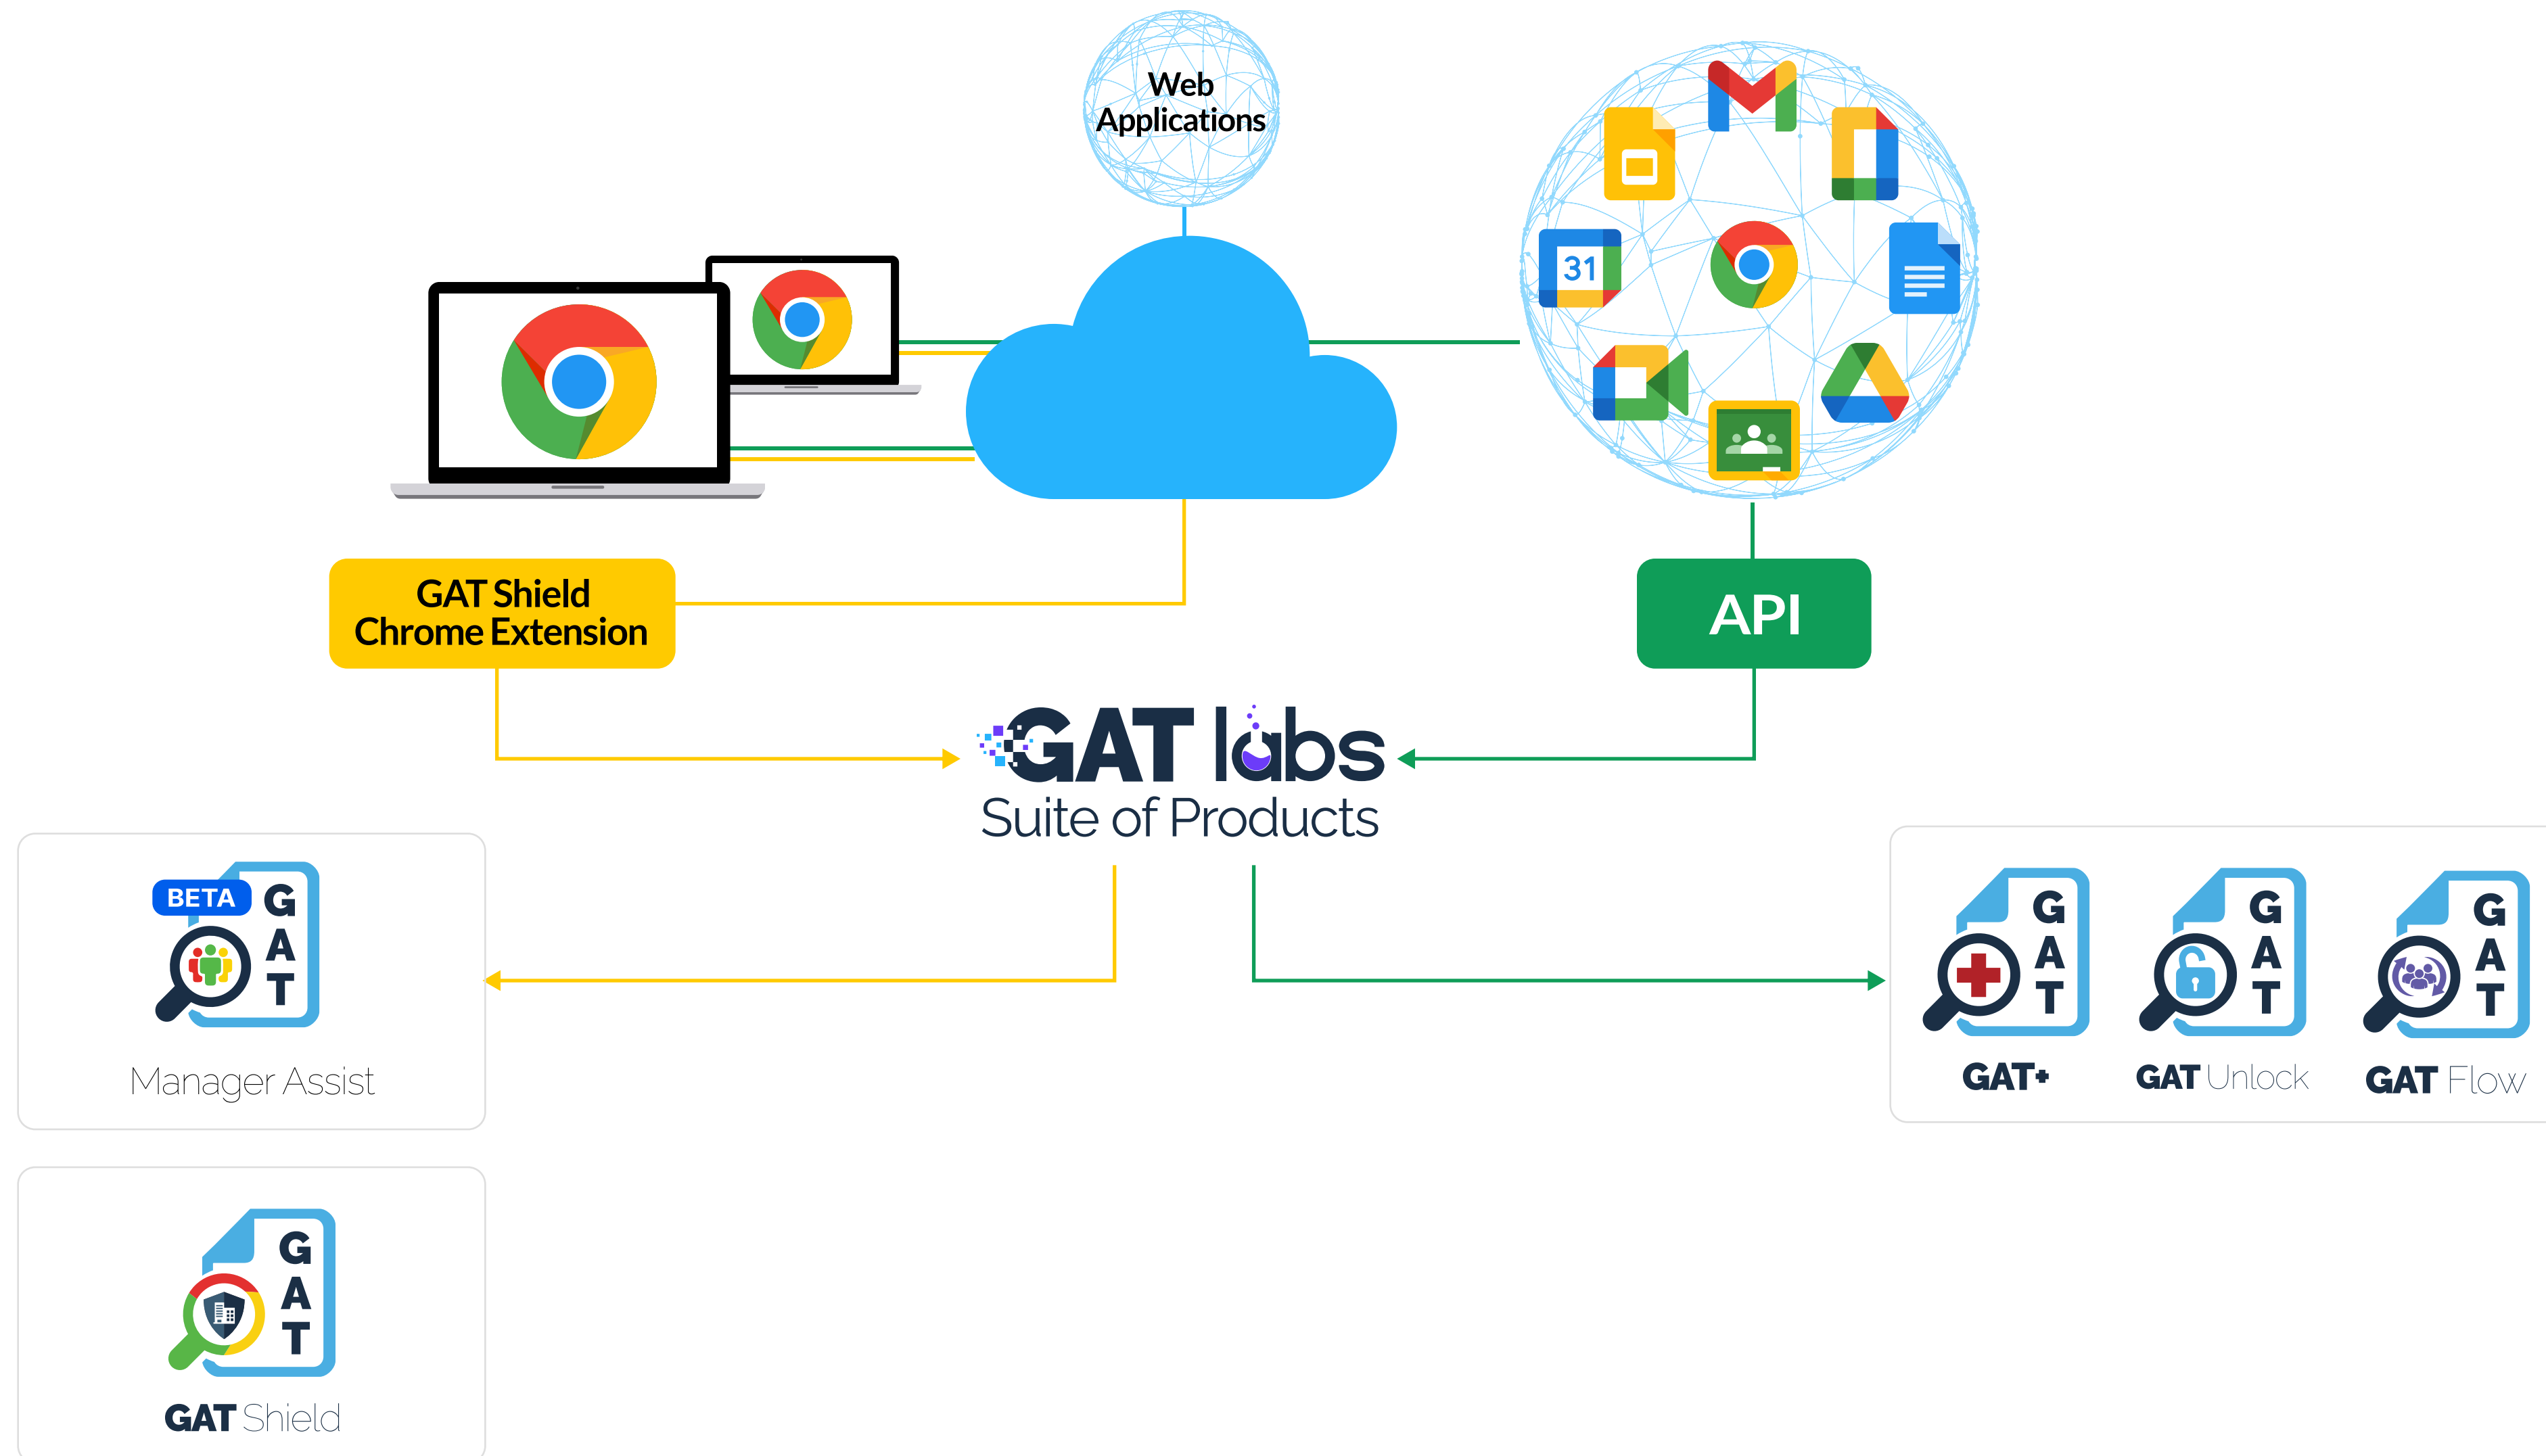 Web
Applications
31
GAT Shield
Chrome Extension
API
GAT labs
Suite of Products
BETA
G
A
T
Manager Assist
G
A
T
GAT+
G
A
T
GAT Unlock
G
A
T
GAT Flow
G
A
T
GAT Shield